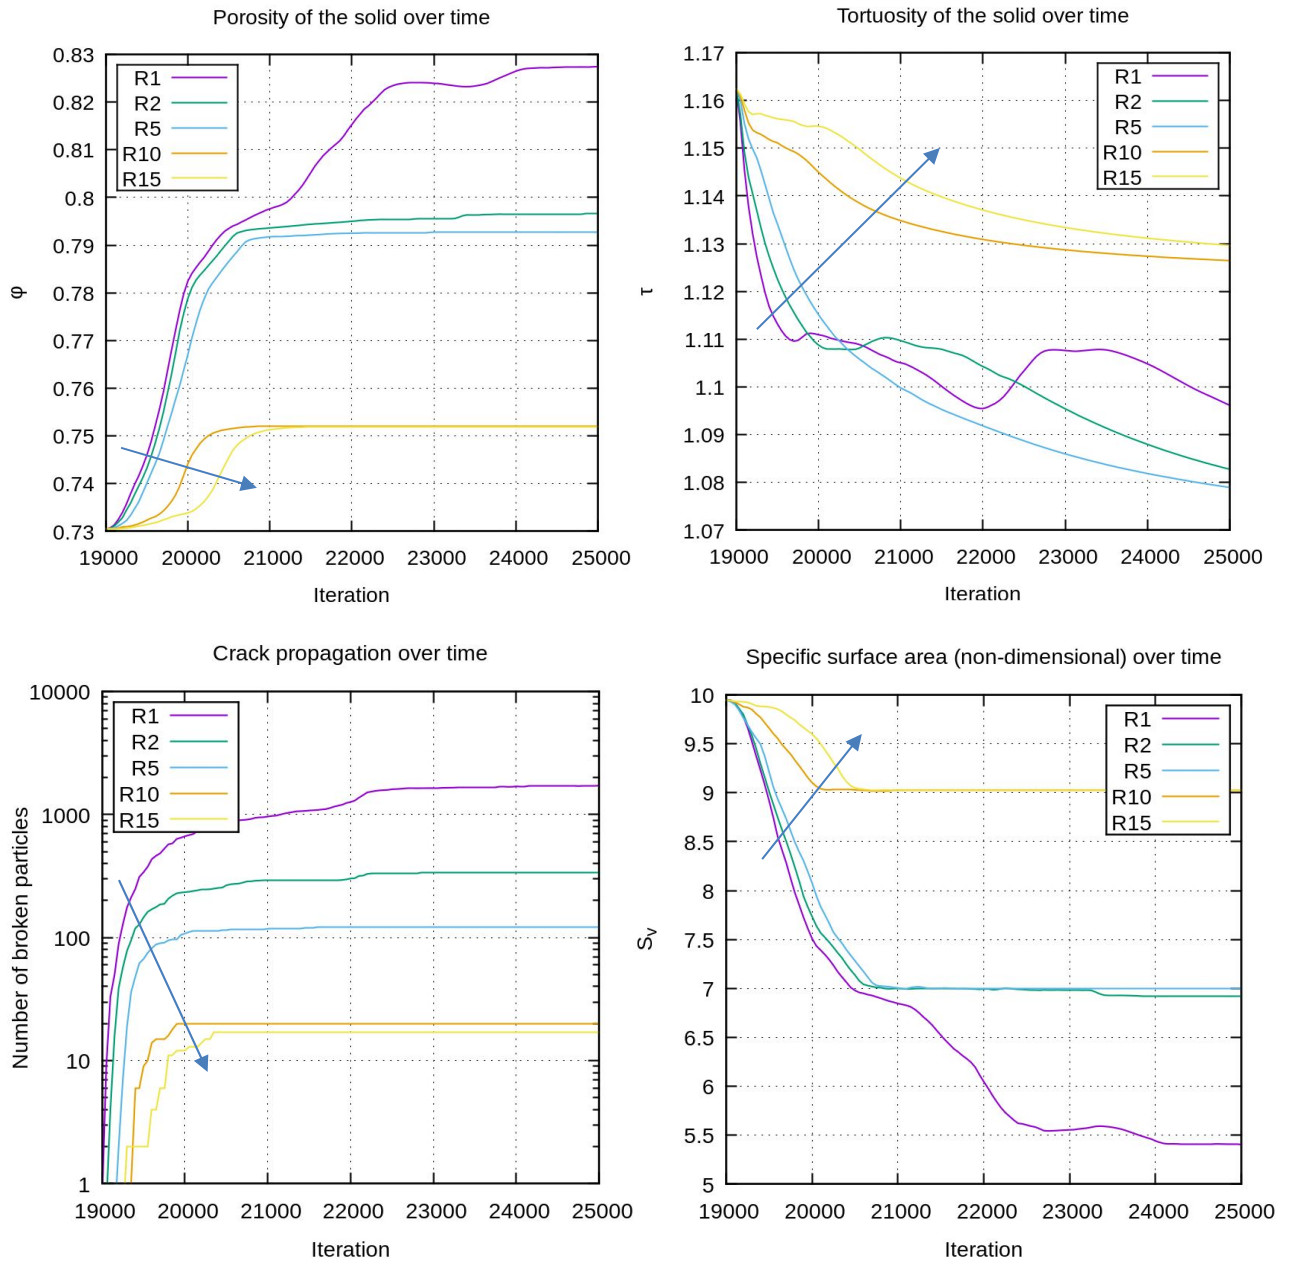 Porosity of the solid over time
0.83
0.82
0.81
0.8
0.79
0.78
0.77
0.76
0.75
0.74
0.73
φ
R1
R2
R5
R10
R15
19000 20000 21000 22000 23000 24000 25000
Iteration
Tortuosity of the solid over time
1.17
1.16
1.15
1.14
1.13
1.12
1.11
1.1
1.09
1.08
1.07
τ
R1
R2
R5
R10
R15
19000 20000 21000 22000 23000 24000 25000
Iteration
Crack propagation over time
10000
1000
100
10
1
Number of broken particles
R1
R2
R5
R10
R15
19000 20000 21000 22000 23000 24000 25000
Iteration
Specific surface area (non-dimensional) over time
10
9.5
9
8.5
8
7.5
7
6.5
6
5.5
5
Sv
R1
R2
R5
R10
R15
19000 20000 21000 22000 23000 24000 25000
Iteration